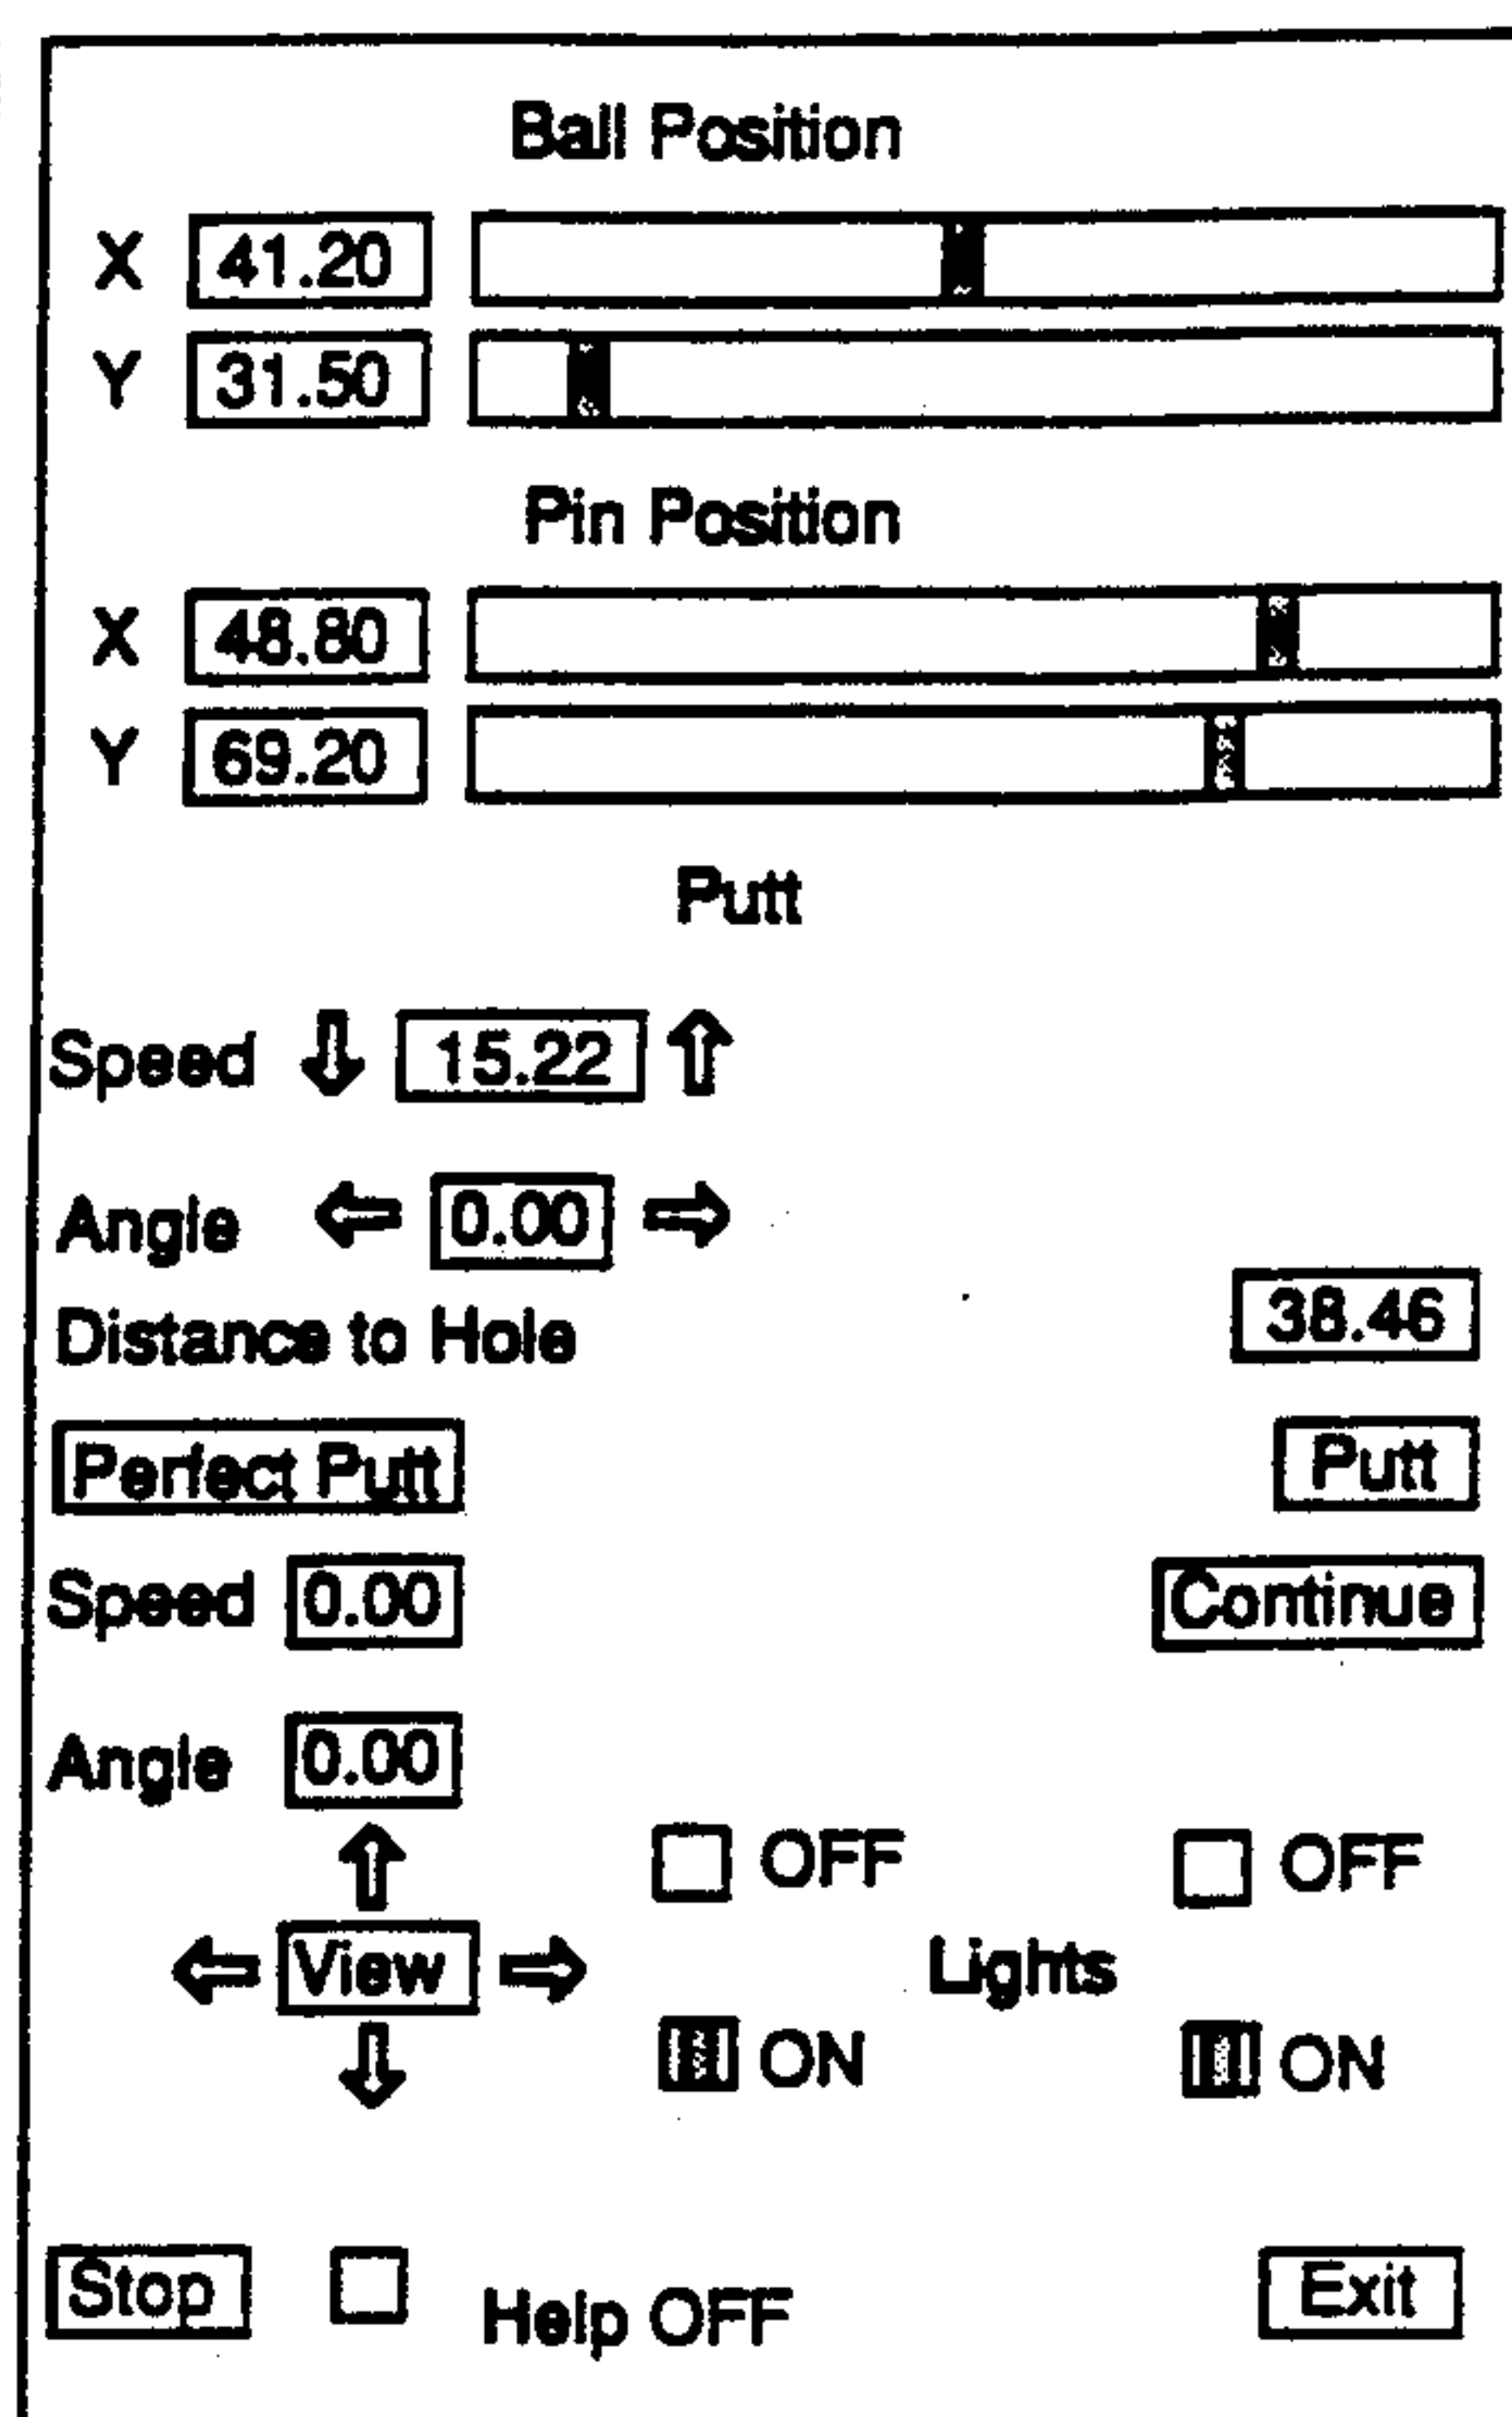 Ball Position
X 41.20
Y 31.50
Pin Position
X 48.80
Y 69.20
Putt
Speed 15.22
Angle 0.00
Distance to Hole 38.46
Perfect Putt Putt
Speed 0.00 Continue
Angle 0.00
OFF OFF
View Lights
ON ON
Stop Help OFF Exit